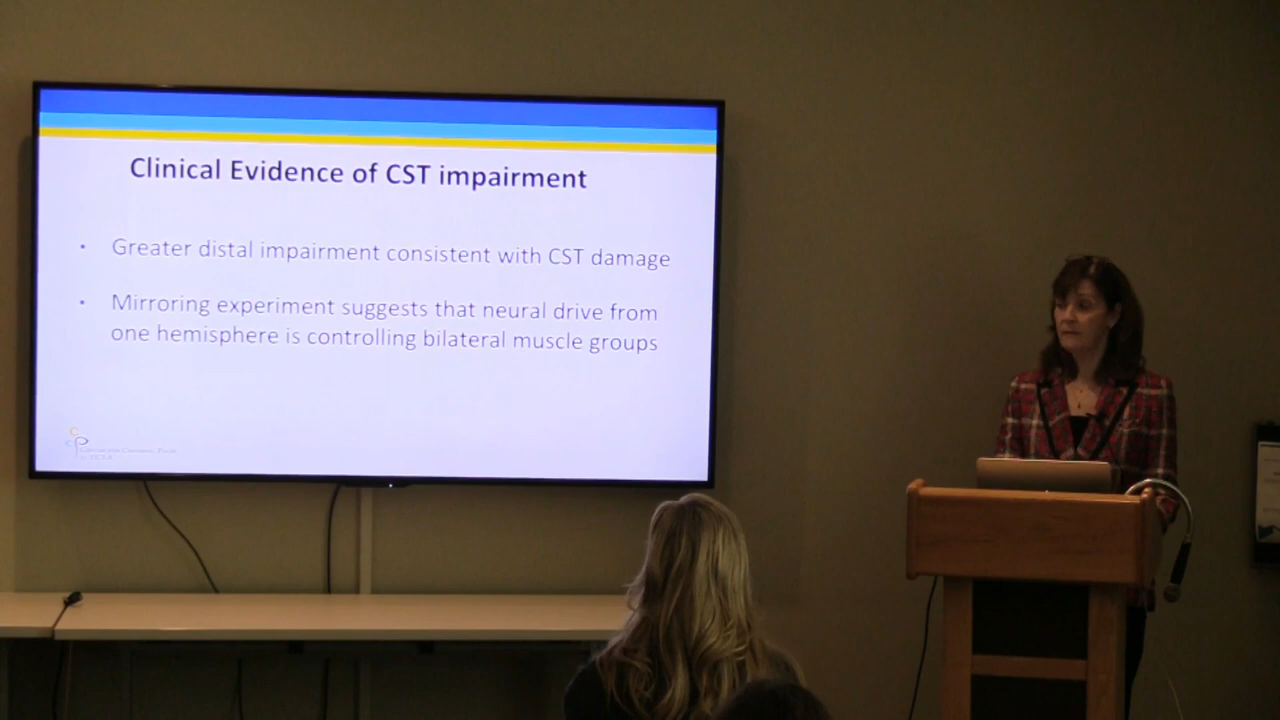 Clinical Evidence of CST impairment
• Greater distal impairment consistent with CST damage
• Mirroring experiment suggests that neural drive from
one hemisphere is controlling bilateral muscle groups